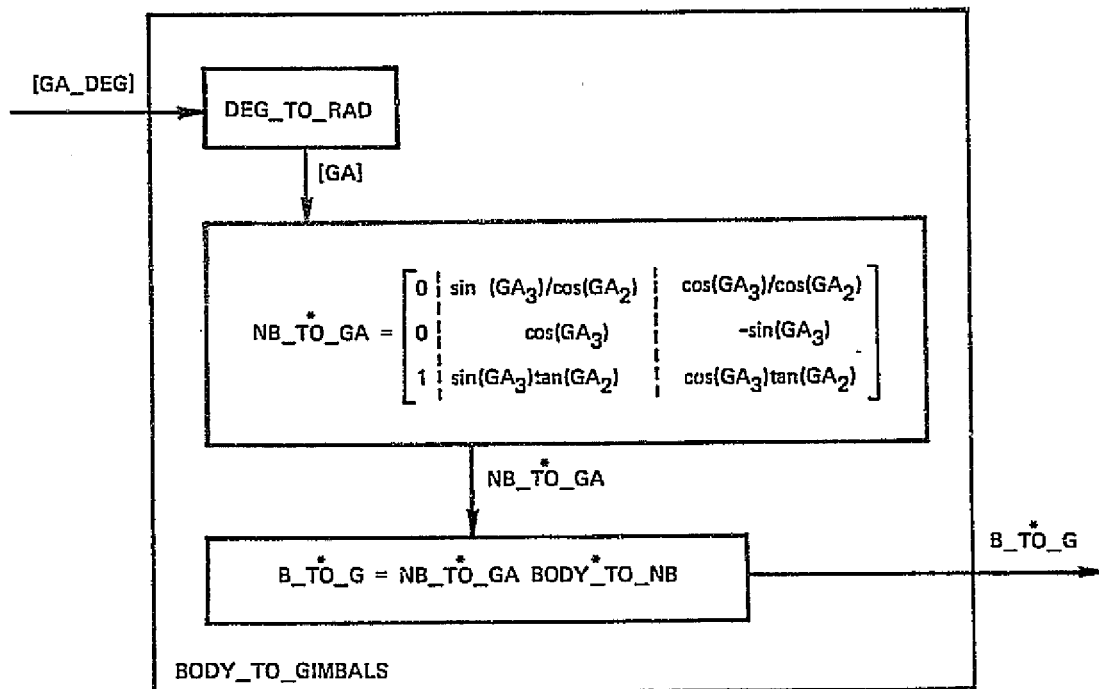 [GA_DEG]
DEG_TO_RAD
[GA]
NB_TO_GA* = [0 | sin (GA3)/cos(GA2) | cos(GA3)/cos(GA2)
0 | cos(GA3) | -sin(GA3)
1 | sin(GA3)tan(GA2) | cos(GA3)tan(GA2)]
NB_TO_GA*
B_TO_G* = NB_TO_GA* BODY_TO_NB*
B_TO_G*
BODY_TO_GIMBALS